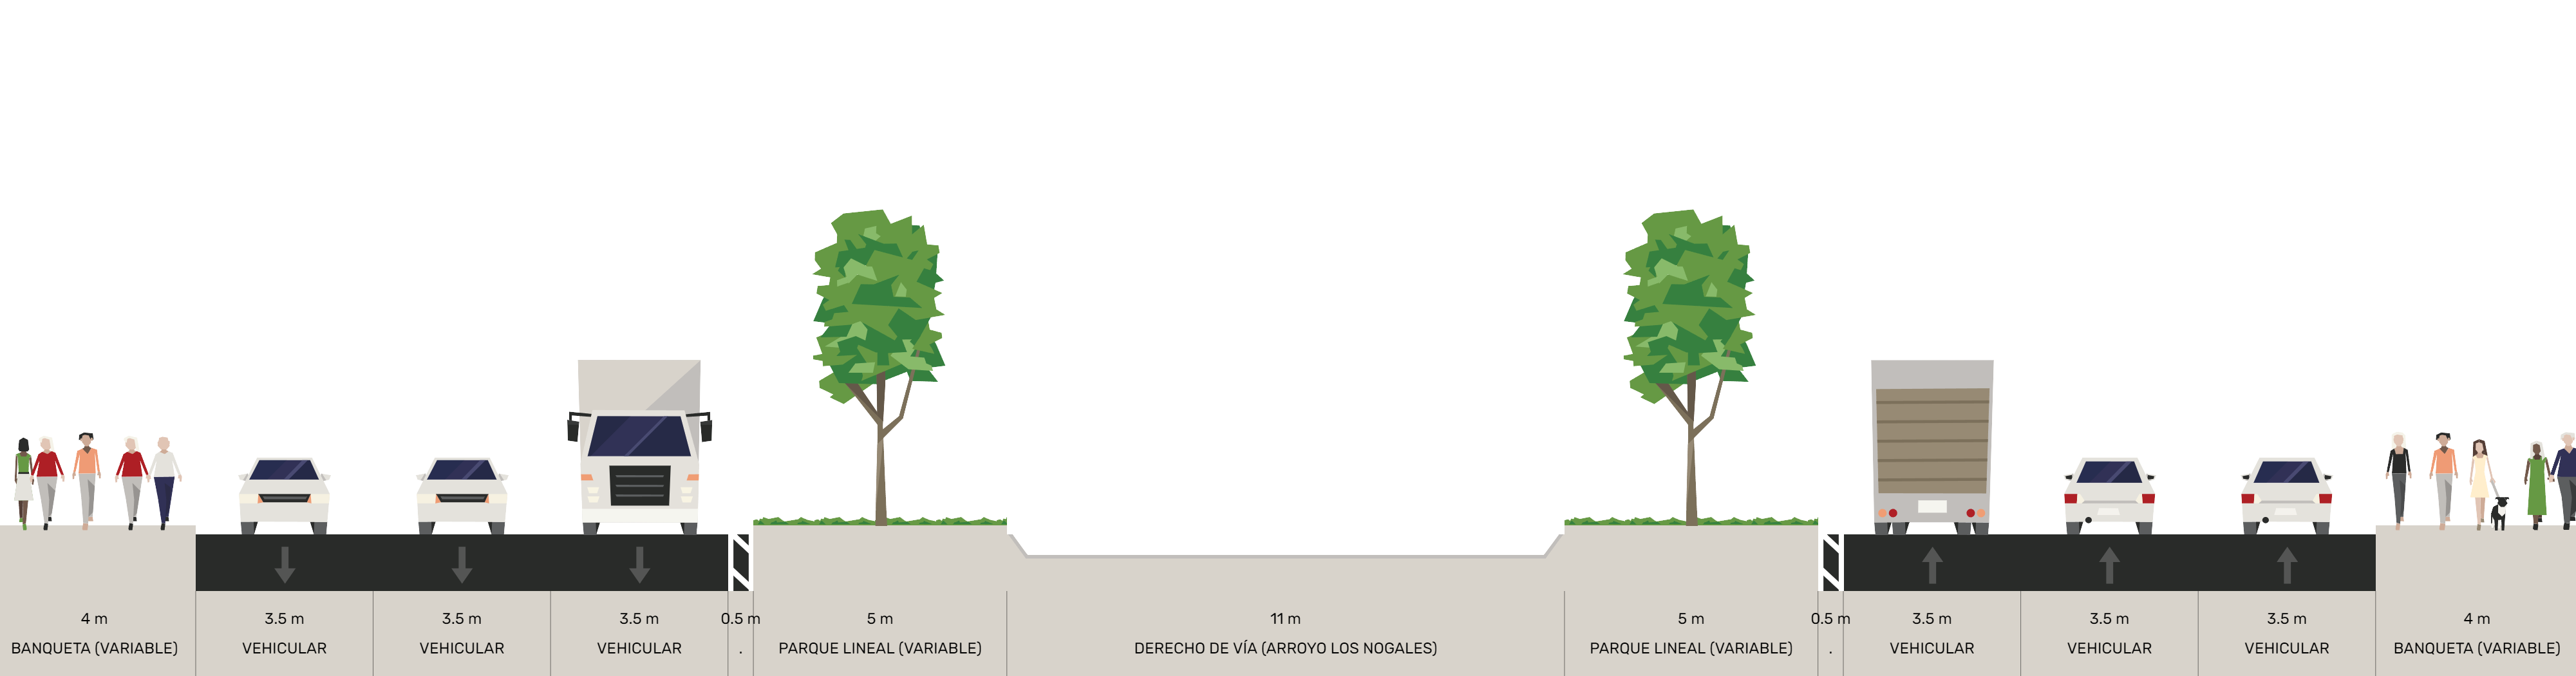 4 m
BANQUETA (VARIABLE)
3.5 m
VEHICULAR
3.5 m
VEHICULAR
3.5 m
VEHICULAR
0.5 m
.
5 m
PARQUE LINEAL (VARIABLE)
11 m
DERECHO DE VÍA (ARROYO LOS NOGALES)
5 m
PARQUE LINEAL (VARIABLE)
0.5 m
.
3.5 m
VEHICULAR
3.5 m
VEHICULAR
3.5 m
VEHICULAR
4 m
BANQUETA (VARIABLE)